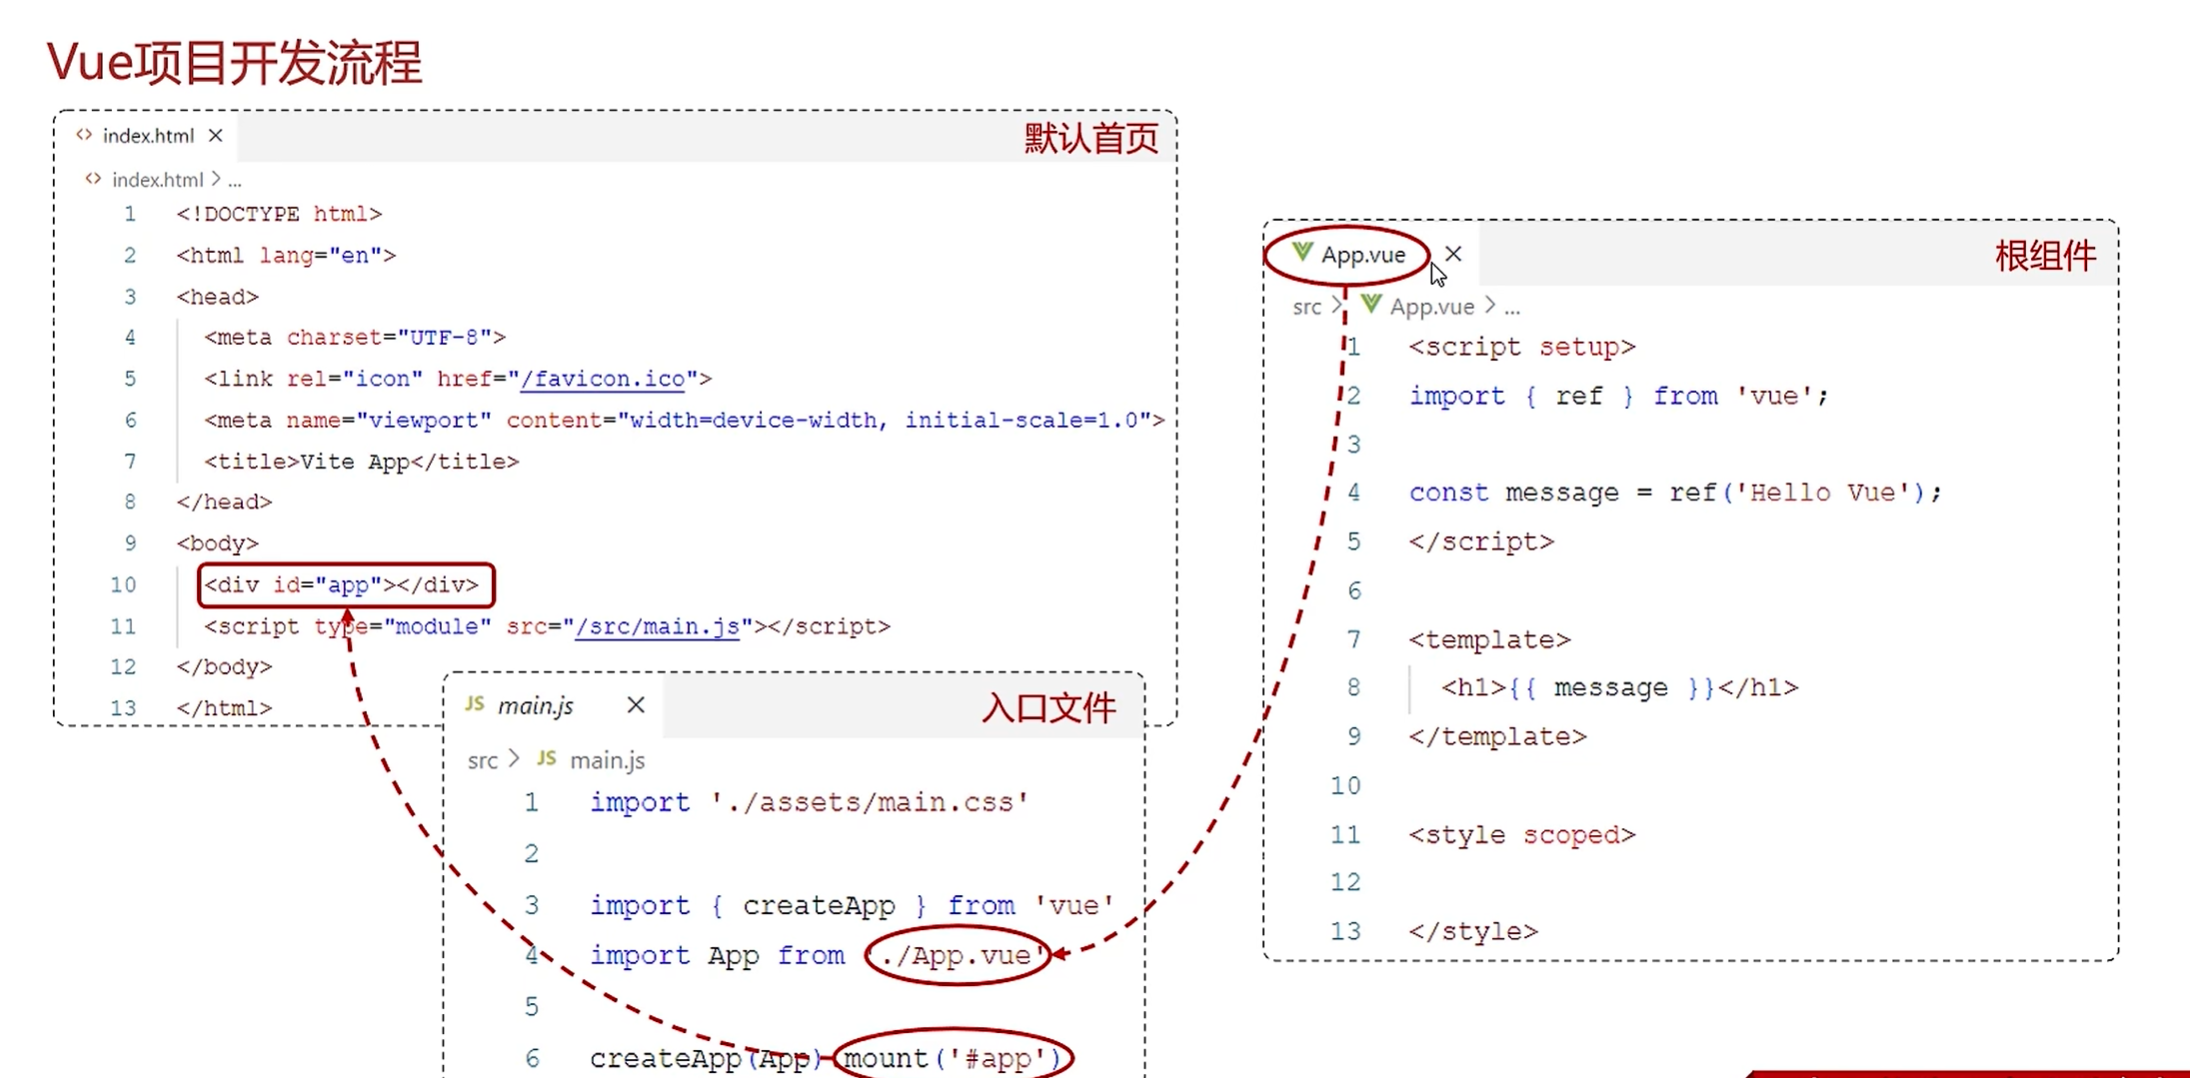 Vue项目开发流程
index.html ×
默认首页
index.html > ...
1 <!DOCTYPE html>
2 <html lang="en">
3 <head>
4 <meta charset="UTF-8">
5 <link rel="icon" href="/favicon.ico">
6 <meta name="viewport" content="width=device-width, initial-scale=1.0">
7 <title>Vite App</title>
8 </head>
9 <body>
10 <div id="app"></div>
11 <script type="module" src="/src/main.js"></script>
12 </body>
13 </html>
JS main.js ×
入口文件
src > JS main.js
1 import './assets/main.css'
2
3 import { createApp } from 'vue'
4 import App from './App.vue'
5
6 createApp(App).mount('#app')
App.vue ×
根组件
src > App.vue > ...
1 <script setup>
2 import { ref } from 'vue';
3
4 const message = ref('Hello Vue');
5 </script>
6
7 <template>
8 <h1>{{ message }}</h1>
9 </template>
10
11 <style scoped>
12
13 </style>